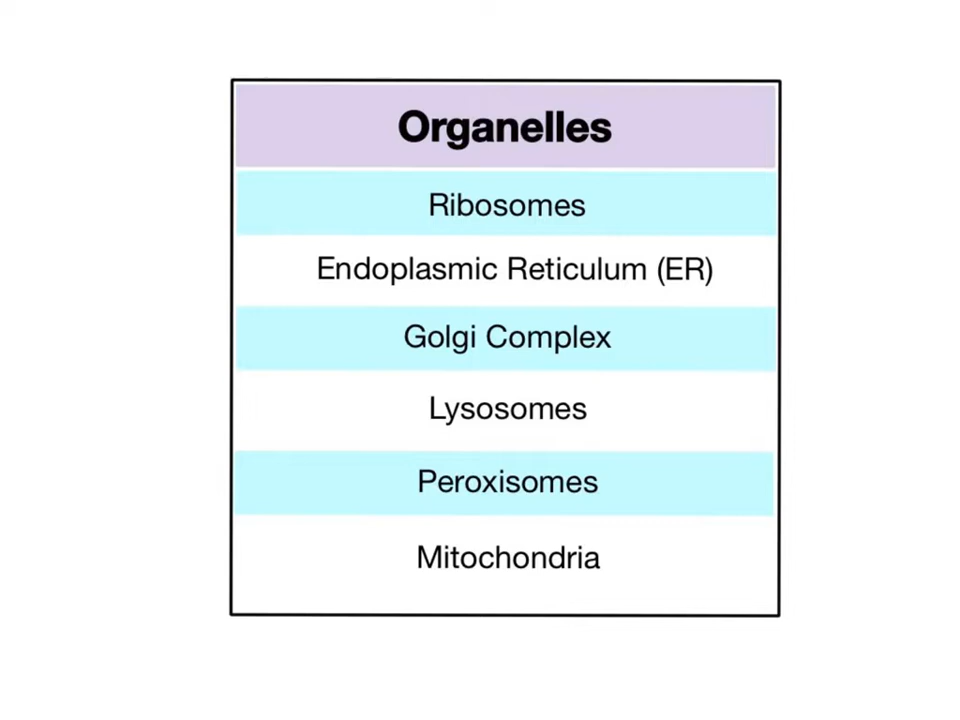 Organelles
Ribosomes
Endoplasmic Reticulum (ER)
Golgi Complex
Lysosomes
Peroxisomes
Mitochondria